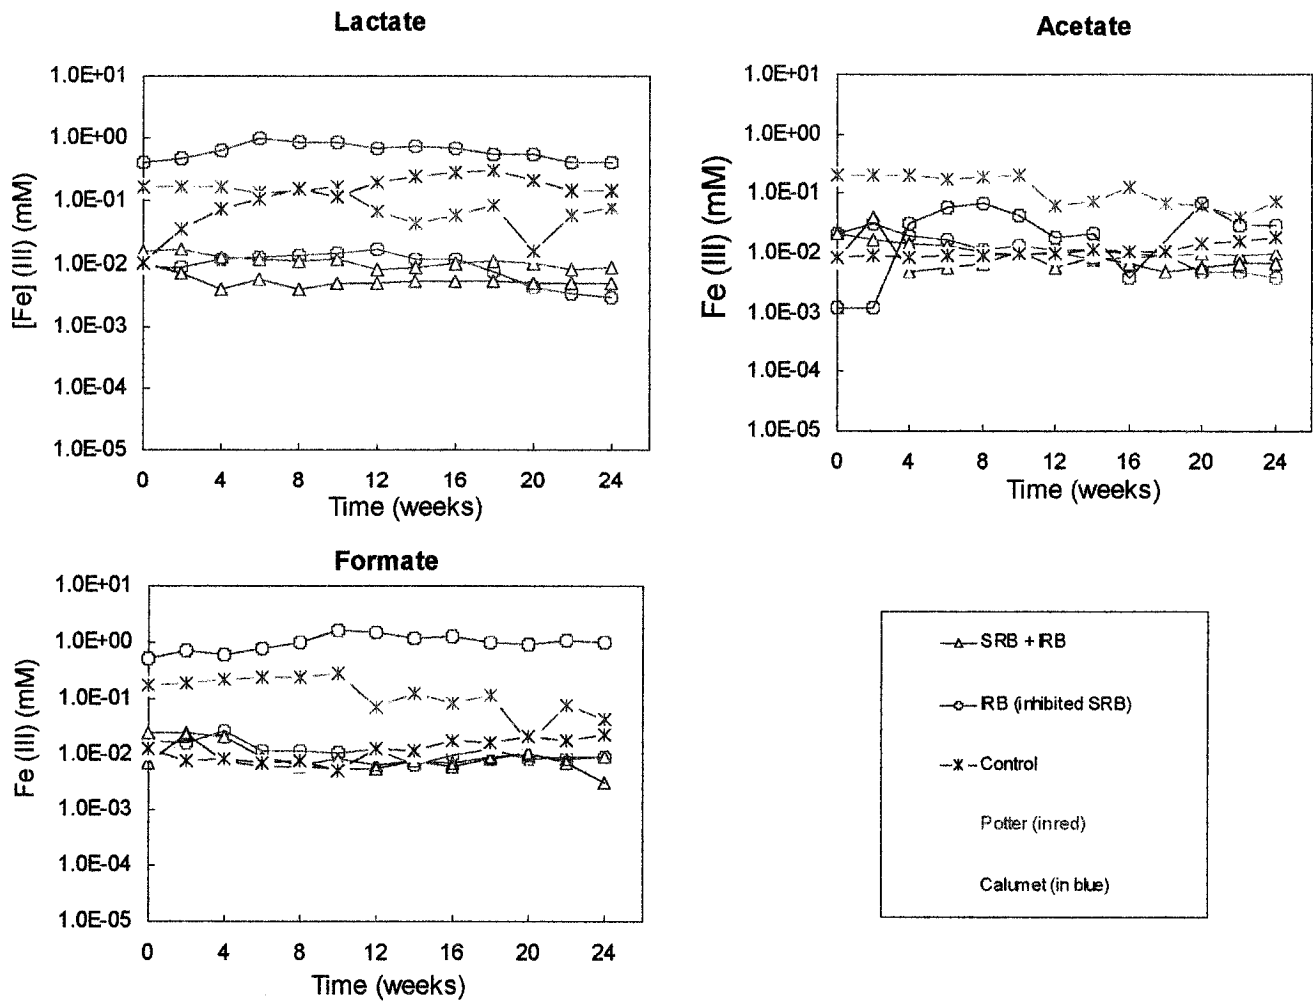 Lactate
1.0E+01
1.0E+00
1.0E-01
1.0E-02
1.0E-03
1.0E-04
1.0E-05
[Fe] (III) (mM)
0 4 8 12 16 20 24
Time (weeks)
Acetate
1.0E+01
1.0E+00
1.0E-01
1.0E-02
1.0E-03
1.0E-04
1.0E-05
Fe (III) (mM)
0 4 8 12 16 20 24
Time (weeks)
Formate
1.0E+01
1.0E+00
1.0E-01
1.0E-02
1.0E-03
1.0E-04
1.0E-05
Fe (III) (mM)
0 4 8 12 16 20 24
Time (weeks)
SRB + IRB
IRB (inhibited SRB)
Control
Potter (in red)
Calumet (in blue)